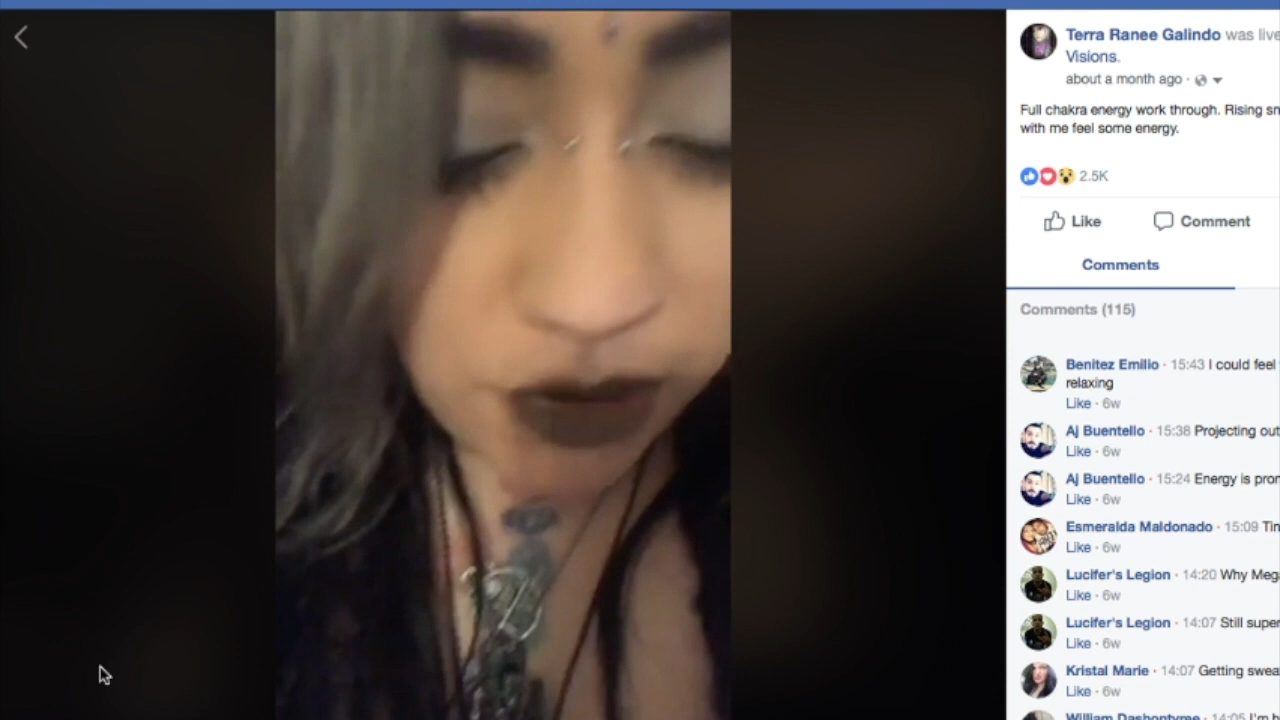 Terra Ranee Galindo was live
Visions.
about a month ago
Full chakra energy work through. Rising
with me feel some energy.
2.5K
Like Comment
Comments
Comments (115)
Benitez Emilio · 15:43 I could feel
relaxing
Like · 6w
Aj Buentello · 15:38 Projecting out
Like · 6w
Aj Buentello · 15:24 Energy is
Like · 6w
Esmeralda Maldonado · 15:09
Like · 6w
Lucifer's Legion · 14:20 Why
Like · 6w
Lucifer's Legion · 14:07 Still
Like · 6w
Kristal Marie · 14:07 Getting
Like · 6w
William